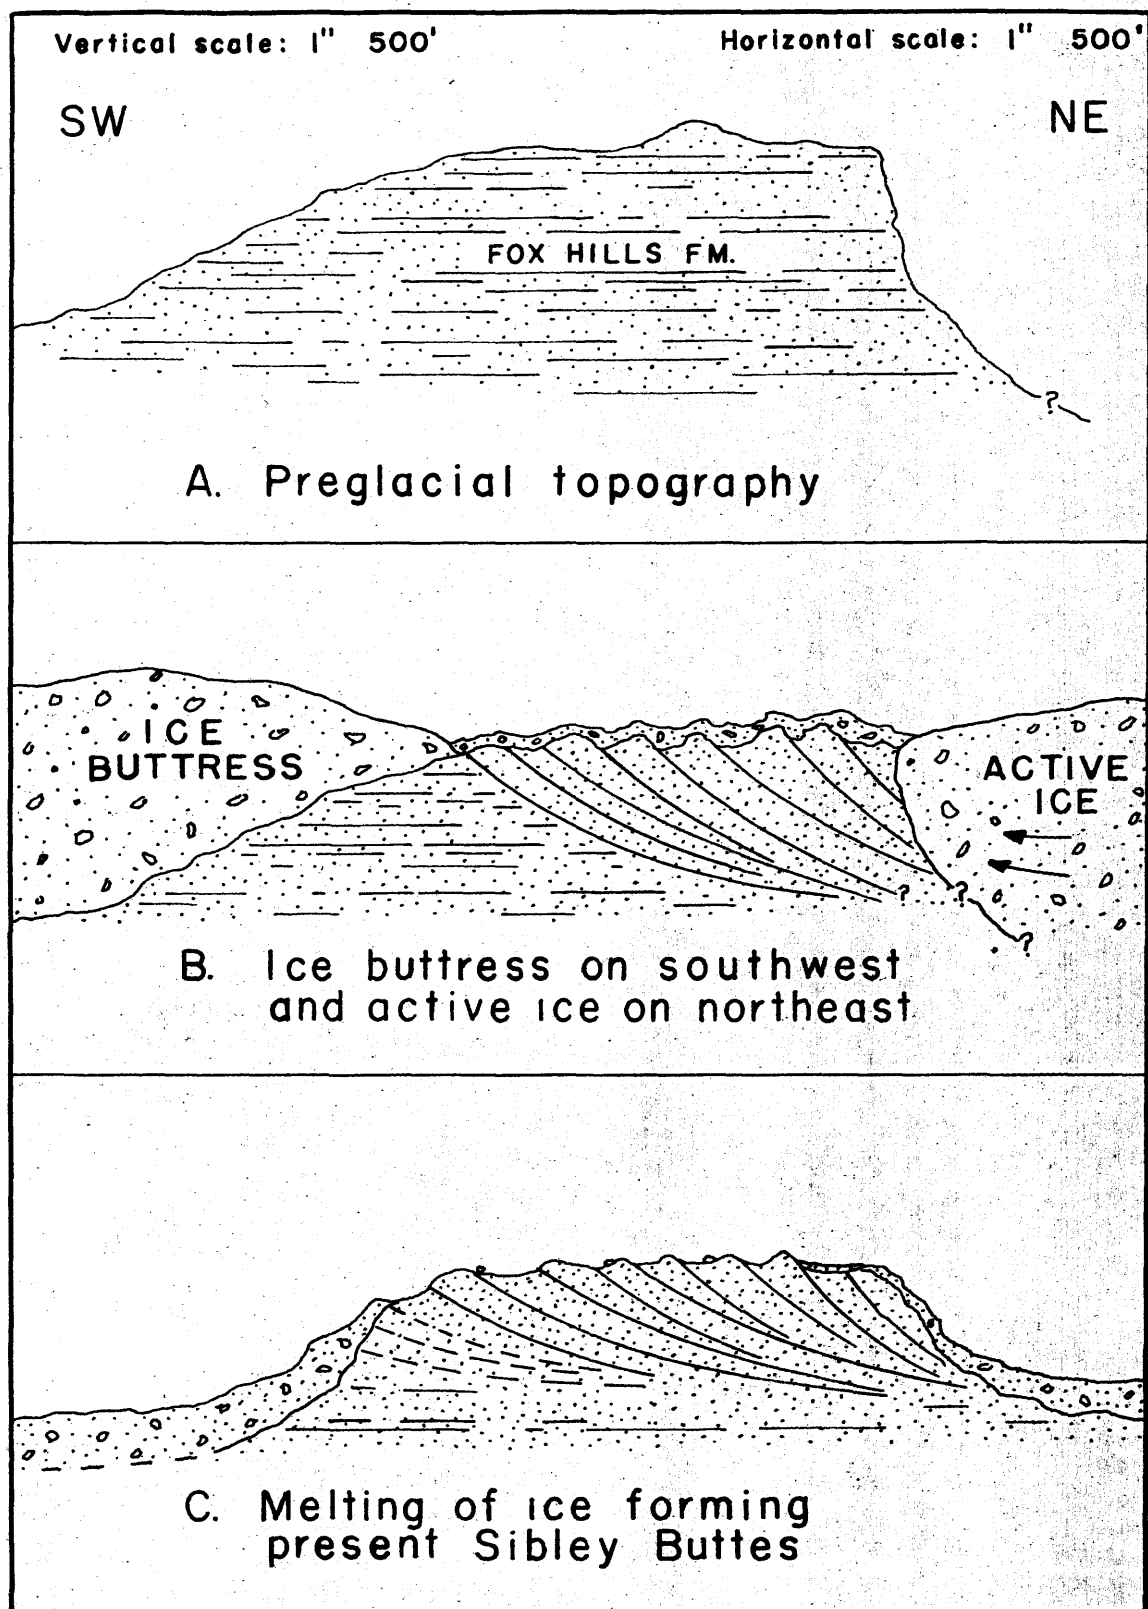 Vertical scale: 1" 500' Horizontal scale: 1" 500'
SW NE
FOX HILLS FM.
?
A. Preglacial topography
ICE
BUTTRESS
ACTIVE
ICE
? ?
?
B. Ice buttress on southwest
and active ice on northeast
C. Melting of ice forming
present Sibley Buttes